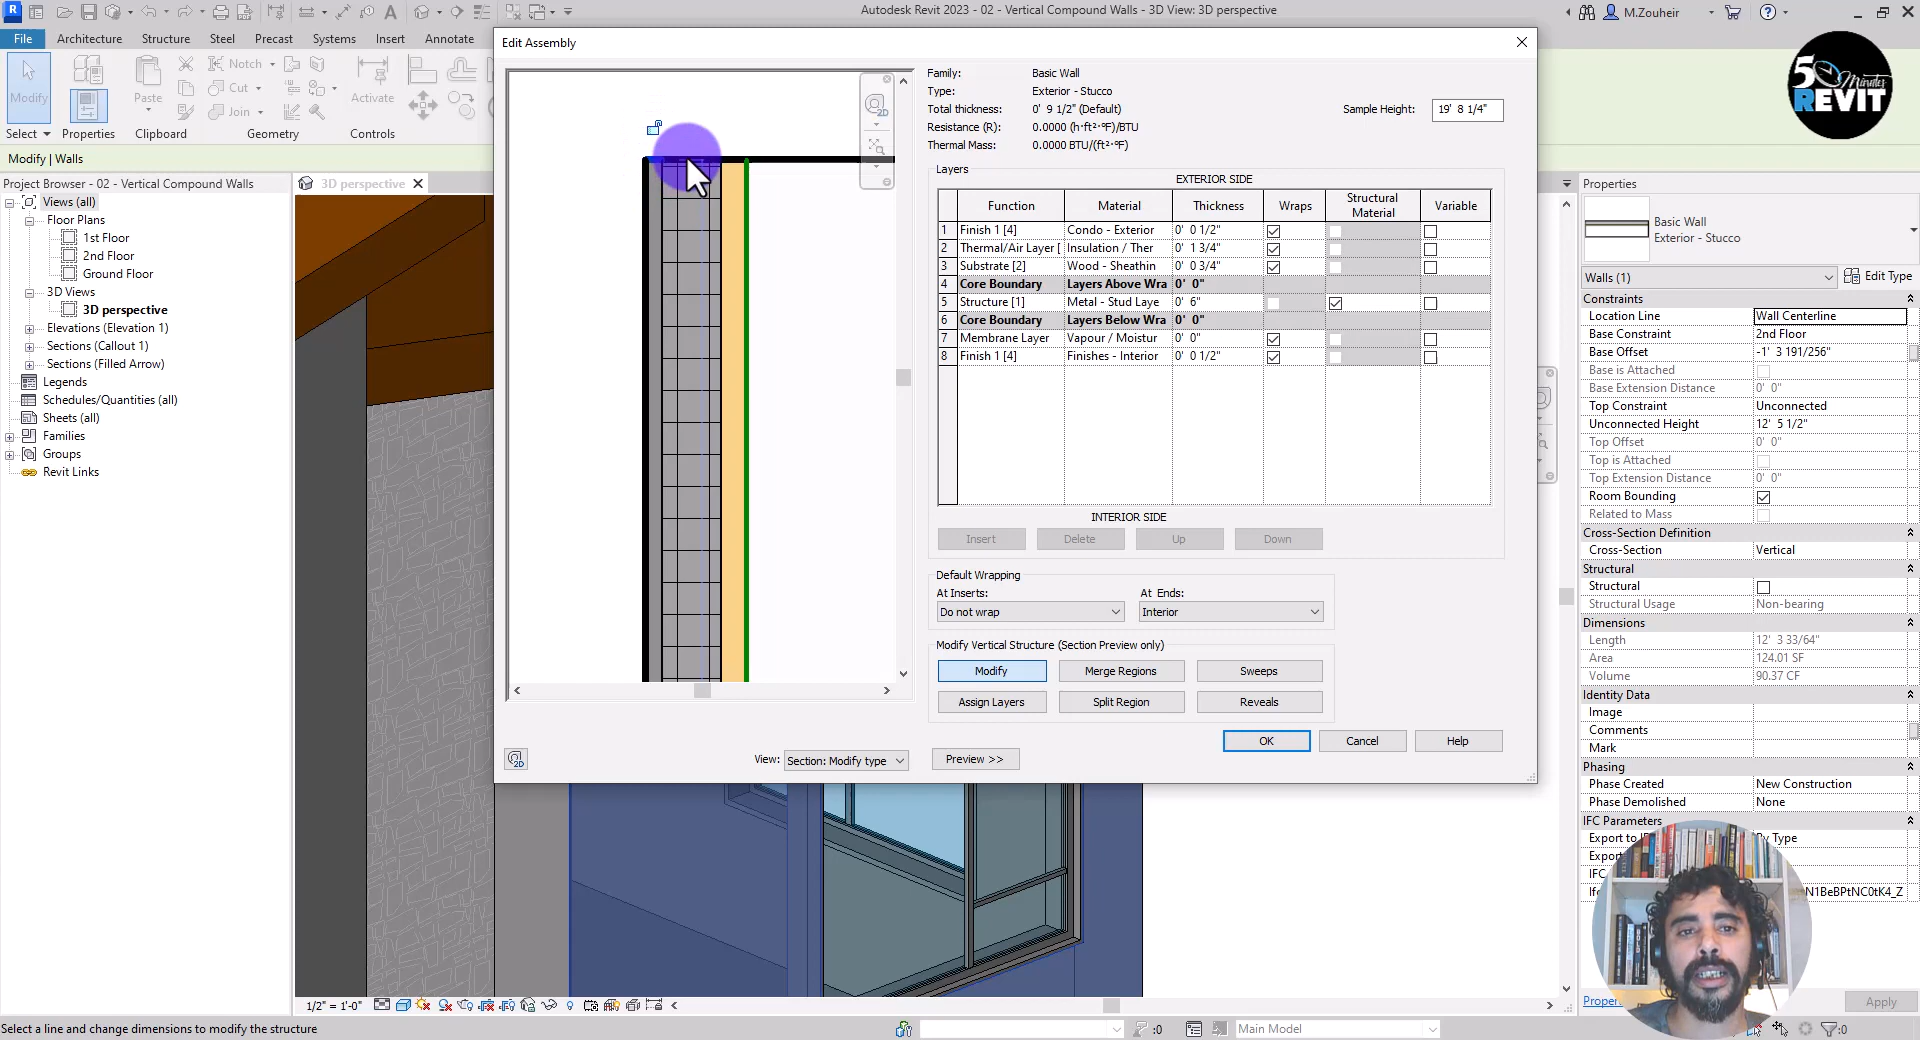 Autodesk Revit 2023 - 02 - Vertical Compound Walls - 3D View: 3D perspective
M.Zouheir
File Architecture Structure Steel Precast Systems Insert Annotate
Modify
Paste
Notch
Cut
Join
Activate
Select Properties Clipboard Geometry Controls
Modify | Walls
50 Minutes
REVIT
Project Browser - 02 - Vertical Compound Walls
Views (all)
Floor Plans
1st Floor
2nd Floor
Ground Floor
3D Views
3D perspective
Elevations (Elevation 1)
Sections (Callout 1)
Sections (Filled Arrow)
Legends
Schedules/Quantities (all)
Sheets (all)
Families
Groups
Revit Links
3D perspective
Edit Assembly
Family: Basic Wall
Type: Exterior - Stucco
Total thickness: 0' 9 1/2" (Default)
Resistance (R): 0.0000 (h·ft²·°F)/BTU
Thermal Mass: 0.0000 BTU/(ft²·°F)
Sample Height: 19' 8 1/4"
Layers
EXTERIOR SIDE
Function Material Thickness Wraps Structural Material Variable
1 Finish 1 [4] Condo - Exterior 0' 0 1/2"
2 Thermal/Air Layer [ Insulation / Ther 0' 1 3/4"
3 Substrate [2] Wood - Sheathin 0' 0 3/4"
4 Core Boundary Layers Above Wra 0' 0"
5 Structure [1] Metal - Stud Laye 0' 6"
6 Core Boundary Layers Below Wra 0' 0"
7 Membrane Layer Vapour / Moistur 0' 0"
8 Finish 1 [4] Finishes - Interior 0' 0 1/2"
INTERIOR SIDE
Insert Delete Up Down
Default Wrapping
At Inserts: At Ends:
Do not wrap Interior
Modify Vertical Structure (Section Preview only)
Modify Merge Regions Sweeps
Assign Layers Split Region Reveals
OK Cancel Help
View: Section: Modify type Preview >>
2D
2D
Properties
Basic Wall
Exterior - Stucco
Walls (1) Edit Type
Constraints
Location Line Wall Centerline
Base Constraint 2nd Floor
Base Offset -1' 3 191/256"
Base is Attached
Base Extension Distance 0' 0"
Top Constraint Unconnected
Unconnected Height 12' 5 1/2"
Top Offset 0' 0"
Top is Attached
Top Extension Distance 0' 0"
Room Bounding
Related to Mass
Cross-Section Definition
Cross-Section Vertical
Structural
Structural
Structural Usage Non-bearing
Dimensions
Length 12' 3 33/64"
Area 124.01 SF
Volume 90.37 CF
Identity Data
Image
Comments
Mark
Phasing
Phase Created New Construction
Phase Demolished None
IFC Parameters
Export to I By Type
Export
IFC
Ifc N1BeBPtNC0tK4_Z
Propert Apply
1/2" = 1'-0"
Select a line and change dimensions to modify the structure
:0
Main Model
:0